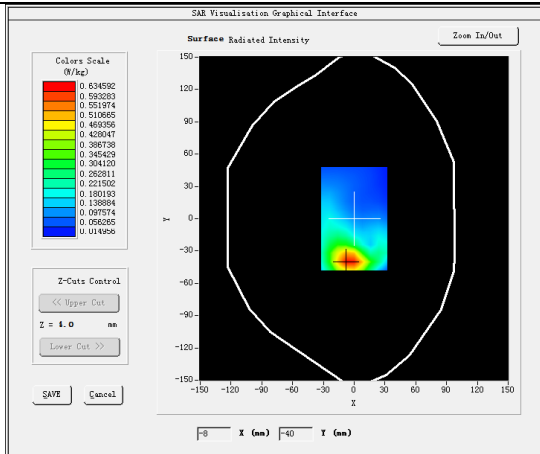 SAR Visualisation Graphical Interface
Surface Radiated Intensity
Zoom In/Out
Colors Scale
(W/kg)
0.634592
0.593283
0.551974
0.510665
0.469356
0.428047
0.386738
0.345429
0.304120
0.262811
0.221502
0.180193
0.138884
0.097574
0.056265
0.014956
Z-Cuts Control
<< Upper Cut
Z = 4.0 mm
Lower Cut >>
SAVE Cancel
150
120
90
60
30
0
-30
-60
-90
-120
-150
Y
-150 -120 -90 -60 -30 0 30 60 90 120 150
X
-8 X (mm) -40 Y (mm)